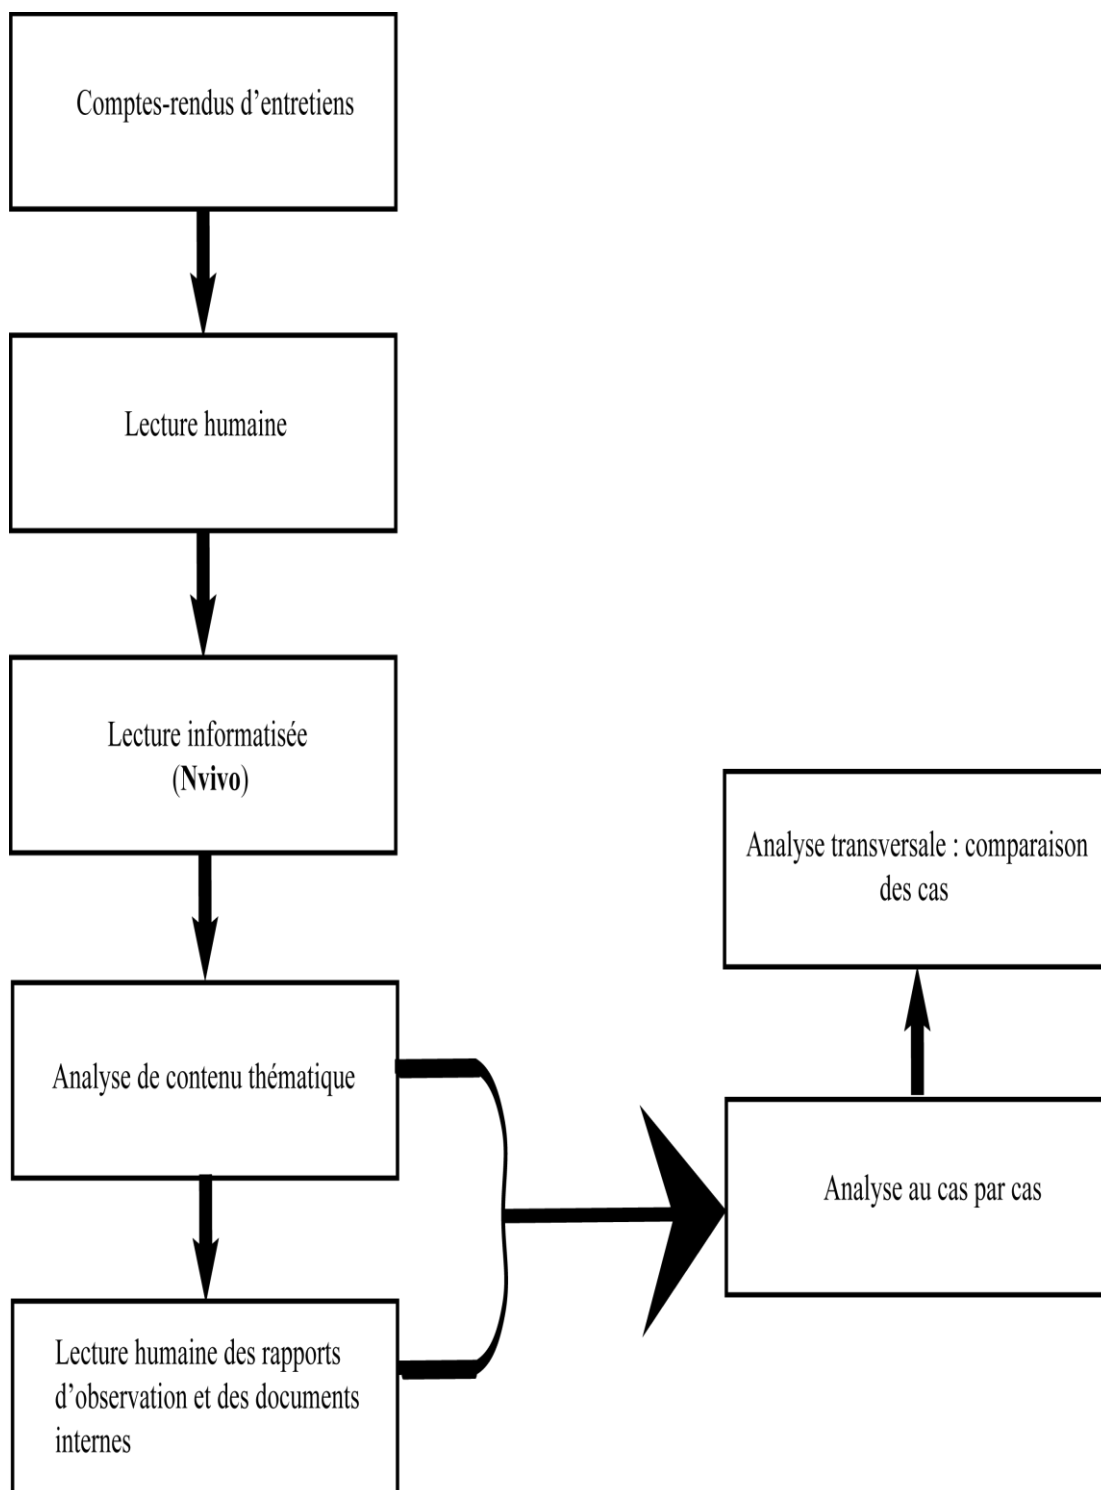 Comptes-rendus d’entretiens
Lecture humaine
Lecture informatisée
(Nvivo)
Analyse de contenu thématique
Lecture humaine des rapports
d’observation et des documents
internes
Analyse transversale : comparaison
des cas
Analyse au cas par cas